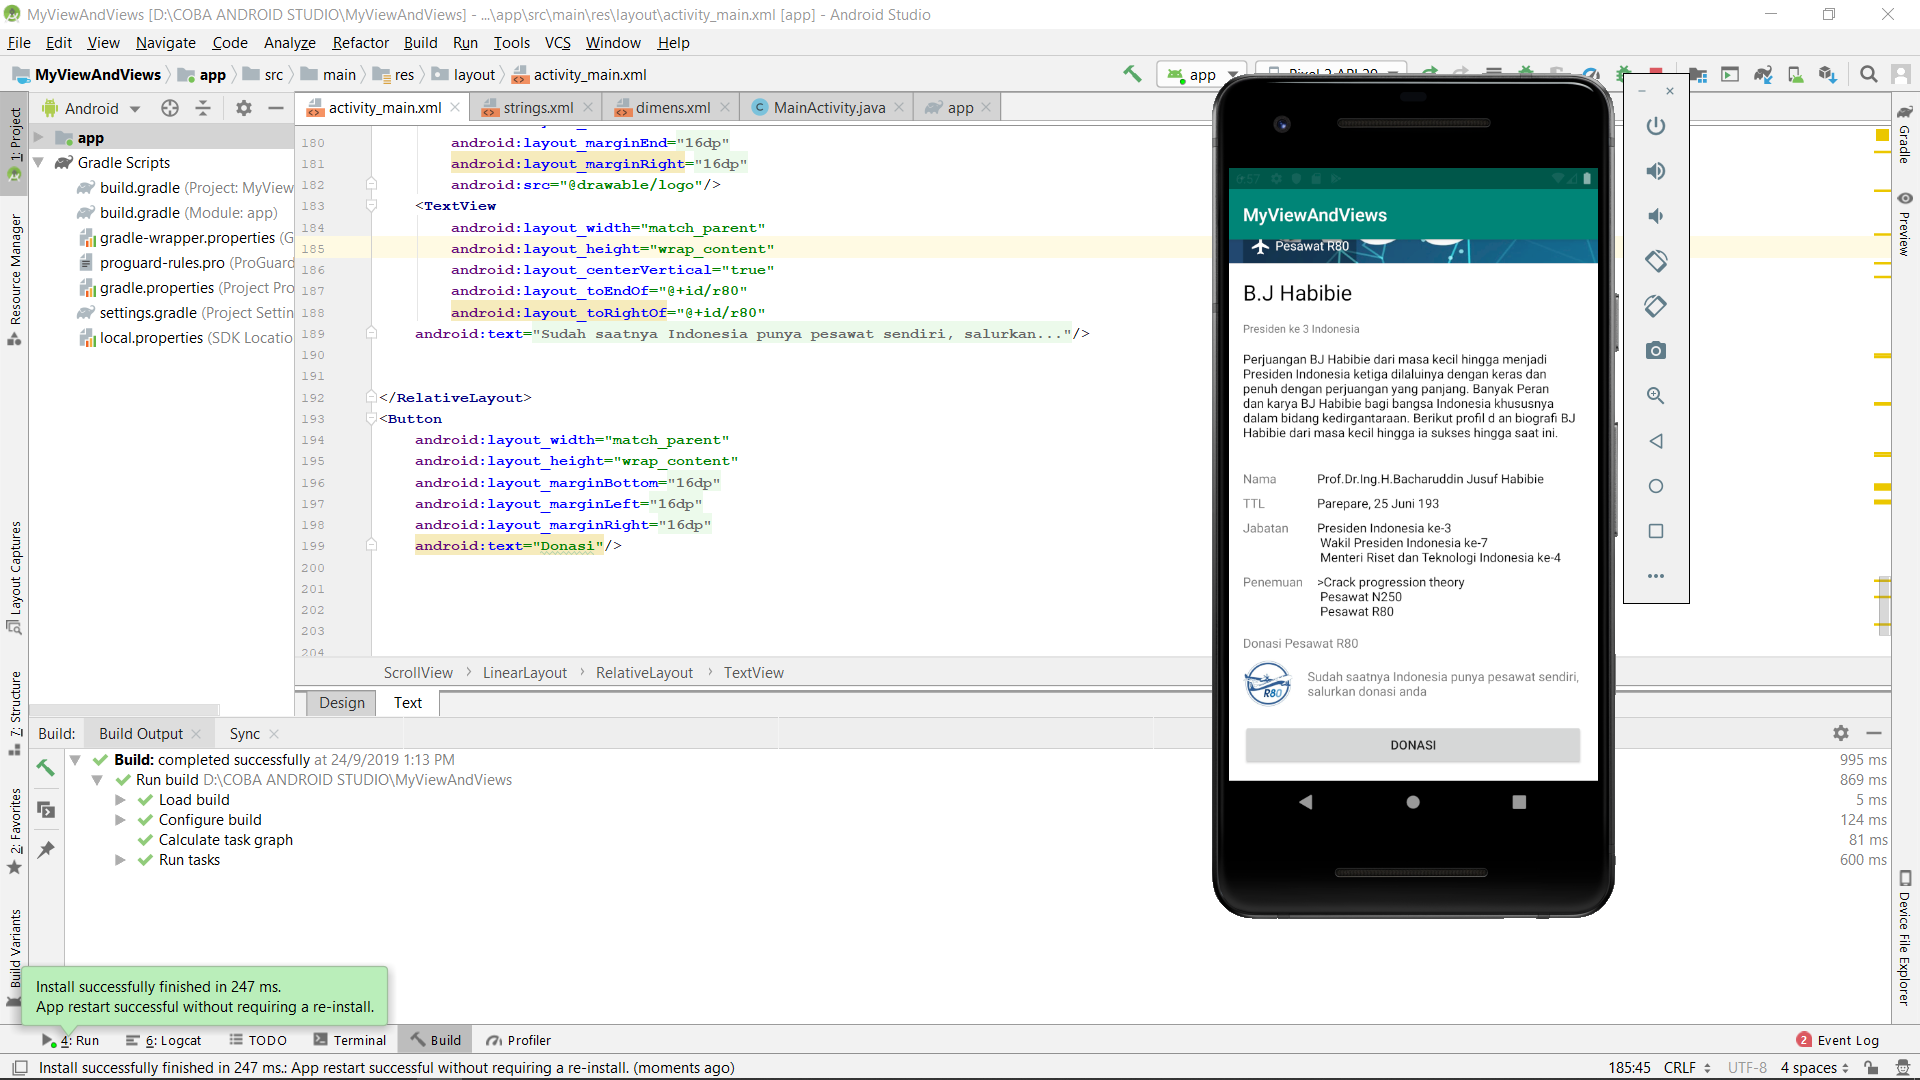 MyViewAndViews [D:\COBA ANDROID STUDIO\MyViewAndViews] - ...\app\src\main\res\layout\activity_main.xml [app] - Android Studio
File Edit View Navigate Code Analyze Refactor Build Run Tools VCS Window Help
MyViewAndViews app src main res layout activity_main.xml
app
Android
activity_main.xml
strings.xml
dimens.xml
MainActivity.java
app
1: Project
Resource Manager
Layout Captures
7: Structure
2: Favorites
Build Variants
app
Gradle Scripts
build.gradle (Project: MyView
build.gradle (Module: app)
gradle-wrapper.properties (G
proguard-rules.pro (ProGuard
gradle.properties (Project Pro
settings.gradle (Project Settin
local.properties (SDK Locatio
180 android:layout_marginEnd="16dp"
181 android:layout_marginRight="16dp"
182 android:src="@drawable/logo"/>
183 <TextView
184 android:layout_width="match_parent"
185 android:layout_height="wrap_content"
186 android:layout_centerVertical="true"
187 android:layout_toEndOf="@+id/r80"
188 android:layout_toRightOf="@+id/r80"
189 android:text="Sudah saatnya Indonesia punya pesawat sendiri, salurkan..."/>
190
191
192 </RelativeLayout>
193 <Button
194 android:layout_width="match_parent"
195 android:layout_height="wrap_content"
196 android:layout_marginBottom="16dp"
197 android:layout_marginLeft="16dp"
198 android:layout_marginRight="16dp"
199 android:text="Donasi"/>
200
201
202
203
204
ScrollView LinearLayout RelativeLayout TextView
Design Text
MyViewAndViews
Pesawat R80
B.J Habibie
Presiden ke 3 Indonesia
Perjuangan BJ Habibie dari masa kecil hingga menjadi
Presiden Indonesia ketiga dilaluinya dengan keras dan
penuh dengan perjuangan yang panjang. Banyak Peran
dan karya BJ Habibie bagi bangsa Indonesia khususnya
dalam bidang kedirgantaraan. Berikut profil d an biografi BJ
Habibie dari masa kecil hingga ia sukses hingga saat ini.
Nama Prof.Dr.Ing.H.Bacharuddin Jusuf Habibie
TTL Parepare, 25 Juni 193
Jabatan Presiden Indonesia ke-3
Wakil Presiden Indonesia ke-7
Menteri Riset dan Teknologi Indonesia ke-4
Penemuan >Crack progression theory
Pesawat N250
Pesawat R80
Donasi Pesawat R80
R80
Sudah saatnya Indonesia punya pesawat sendiri,
salurkan donasi anda
DONASI
Gradle
Preview
Device File Explorer
Build: Build Output Sync
Build: completed successfully at 24/9/2019 1:13 PM 995 ms
Run build D:\COBA ANDROID STUDIO\MyViewAndViews 869 ms
Load build 5 ms
Configure build 124 ms
Calculate task graph 81 ms
Run tasks 600 ms
Install successfully finished in 247 ms.
App restart successful without requiring a re-install.
4: Run 6: Logcat TODO Terminal Build Profiler 2 Event Log
Install successfully finished in 247 ms.: App restart successful without requiring a re-install. (moments ago) 185:45 CRLF UTF-8 4 spaces